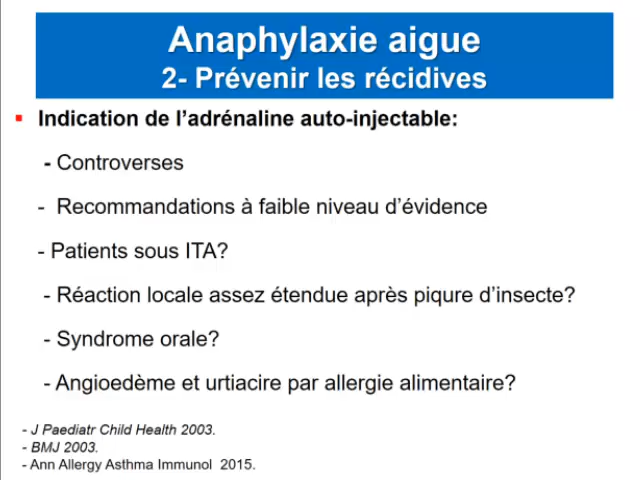 Anaphylaxie aigue
2- Prévenir les récidives
▪ Indication de l'adrénaline auto-injectable:
- Controverses
- Recommandations à faible niveau d'évidence
- Patients sous ITA?
- Réaction locale assez étendue après piqure d'insecte?
- Syndrome orale?
- Angioedème et urtiacire par allergie alimentaire?
- J Paediatr Child Health 2003.
- BMJ 2003.
- Ann Allergy Asthma Immunol 2015.